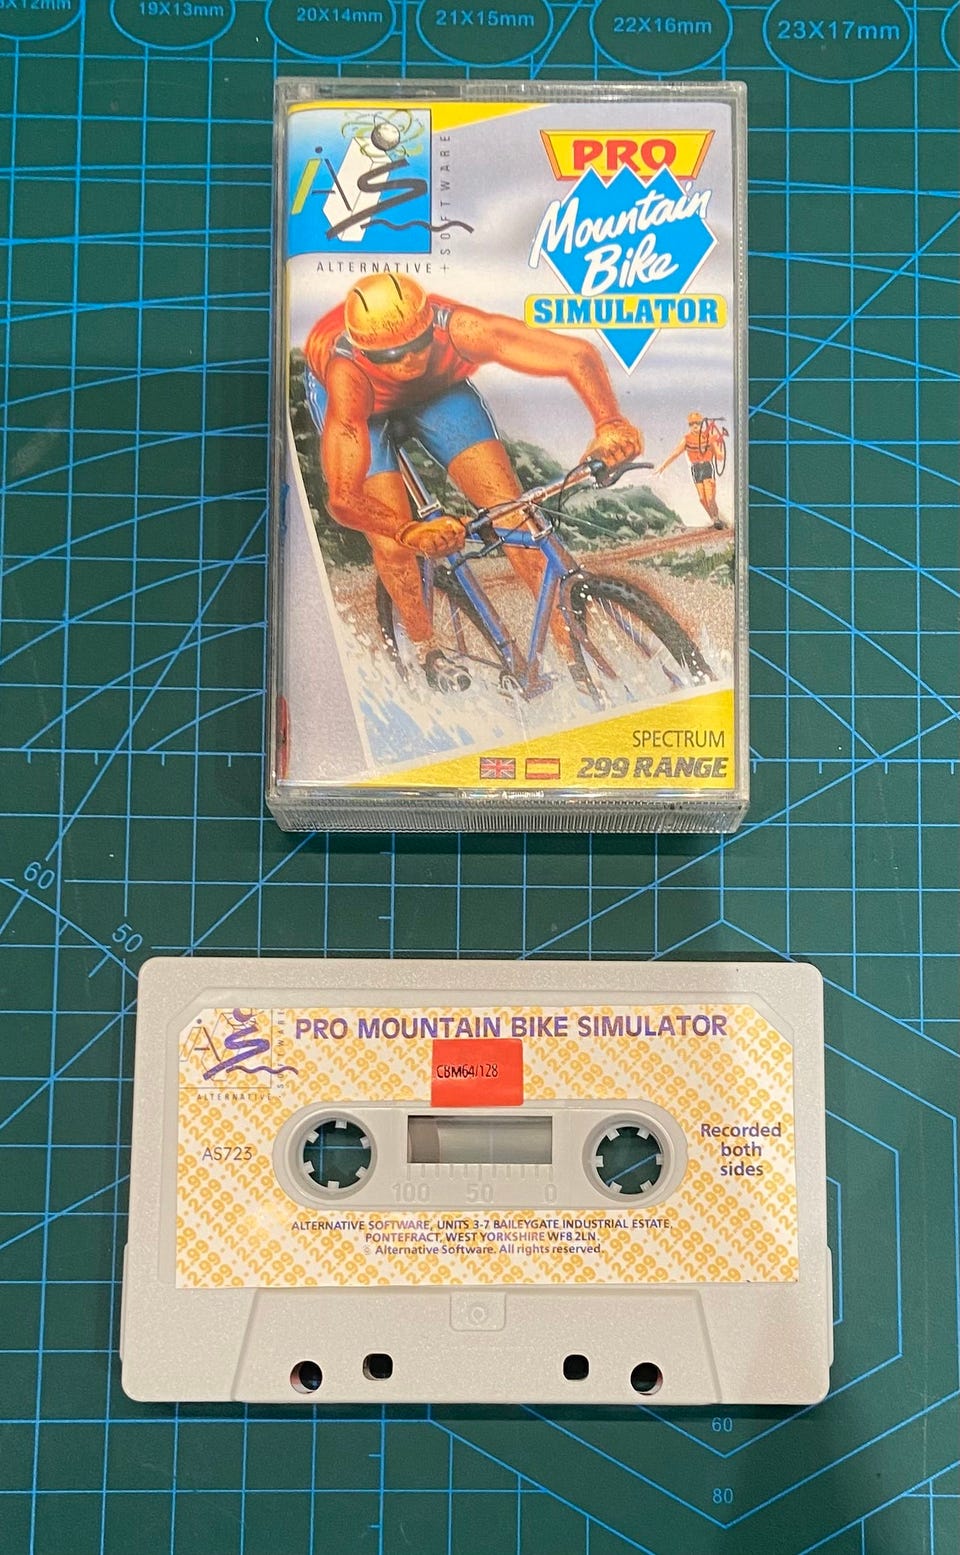 19X13mm
20X14mm
21X15mm
22X16mm
23X17mm
ALTERNATIVE + SOFTWARE
PRO
Mountain
Bike
SIMULATOR
SPECTRUM
299 RANGE
60
50
ALTERNATIVE + SOFTWARE
PRO MOUNTAIN BIKE SIMULATOR
CBM64/128
AS723
Recorded
both
sides
100 50 0
ALTERNATIVE SOFTWARE, UNITS 3-7 BAILEYGATE INDUSTRIAL ESTATE,
PONTEFRACT, WEST YORKSHIRE WF8 2LN.
Alternative Software. All rights reserved.
2.99
60
80